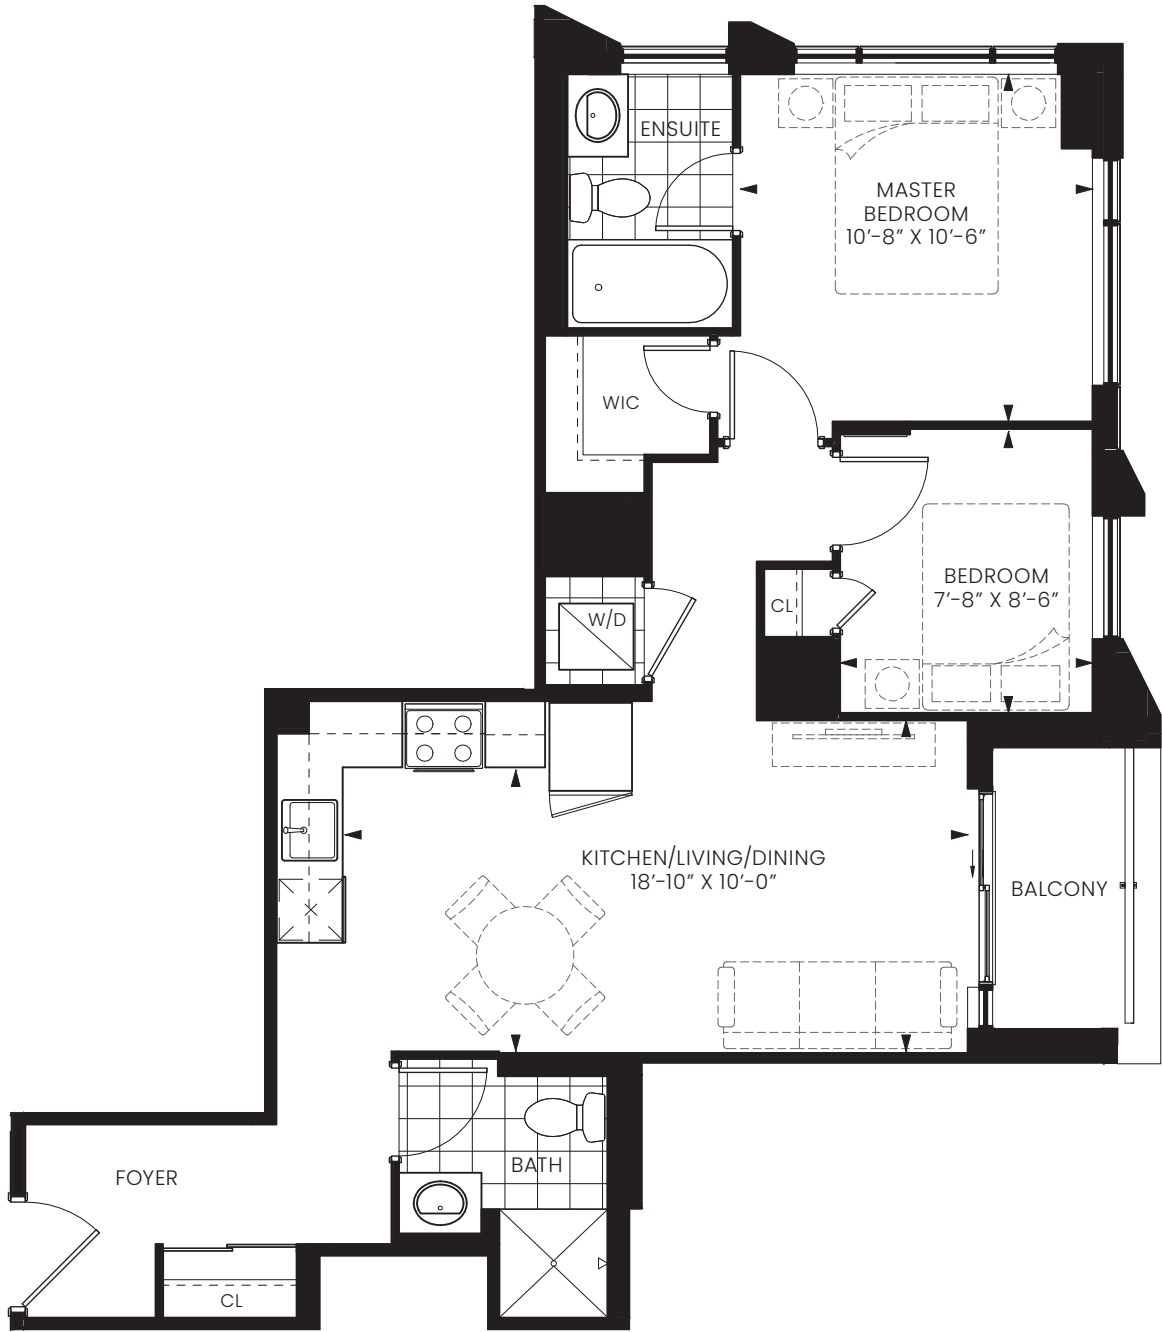 ENSUITE
MASTER
BEDROOM
10’-8” X 10’-6”
WIC
BEDROOM
7’-8” X 8’-6”
CL
W/D
KITCHEN/LIVING/DINING
18’-10” X 10’-0”
BALCONY
BATH
FOYER
CL